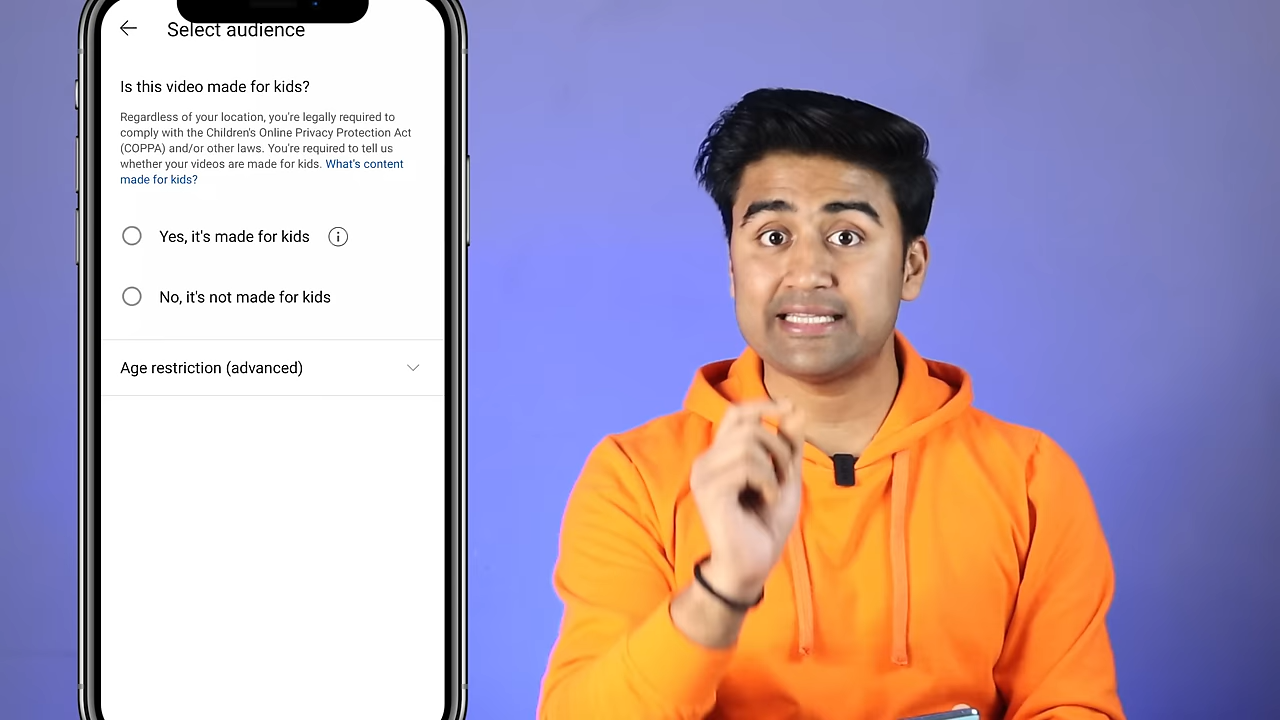 Select audience
Is this video made for kids?
Regardless of your location, you're legally required to
comply with the Children's Online Privacy Protection Act
(COPPA) and/or other laws. You're required to tell us
whether your videos are made for kids. What's content
made for kids?
Yes, it's made for kids
No, it's not made for kids
Age restriction (advanced)